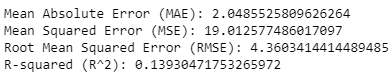 Mean Absolute Error (MAE): 2.0485525809626264
Mean Squared Error (MSE): 19.012577486017097
Root Mean Squared Error (RMSE): 4.3603414414489485
R-squared (R^2): 0.13930471753265972